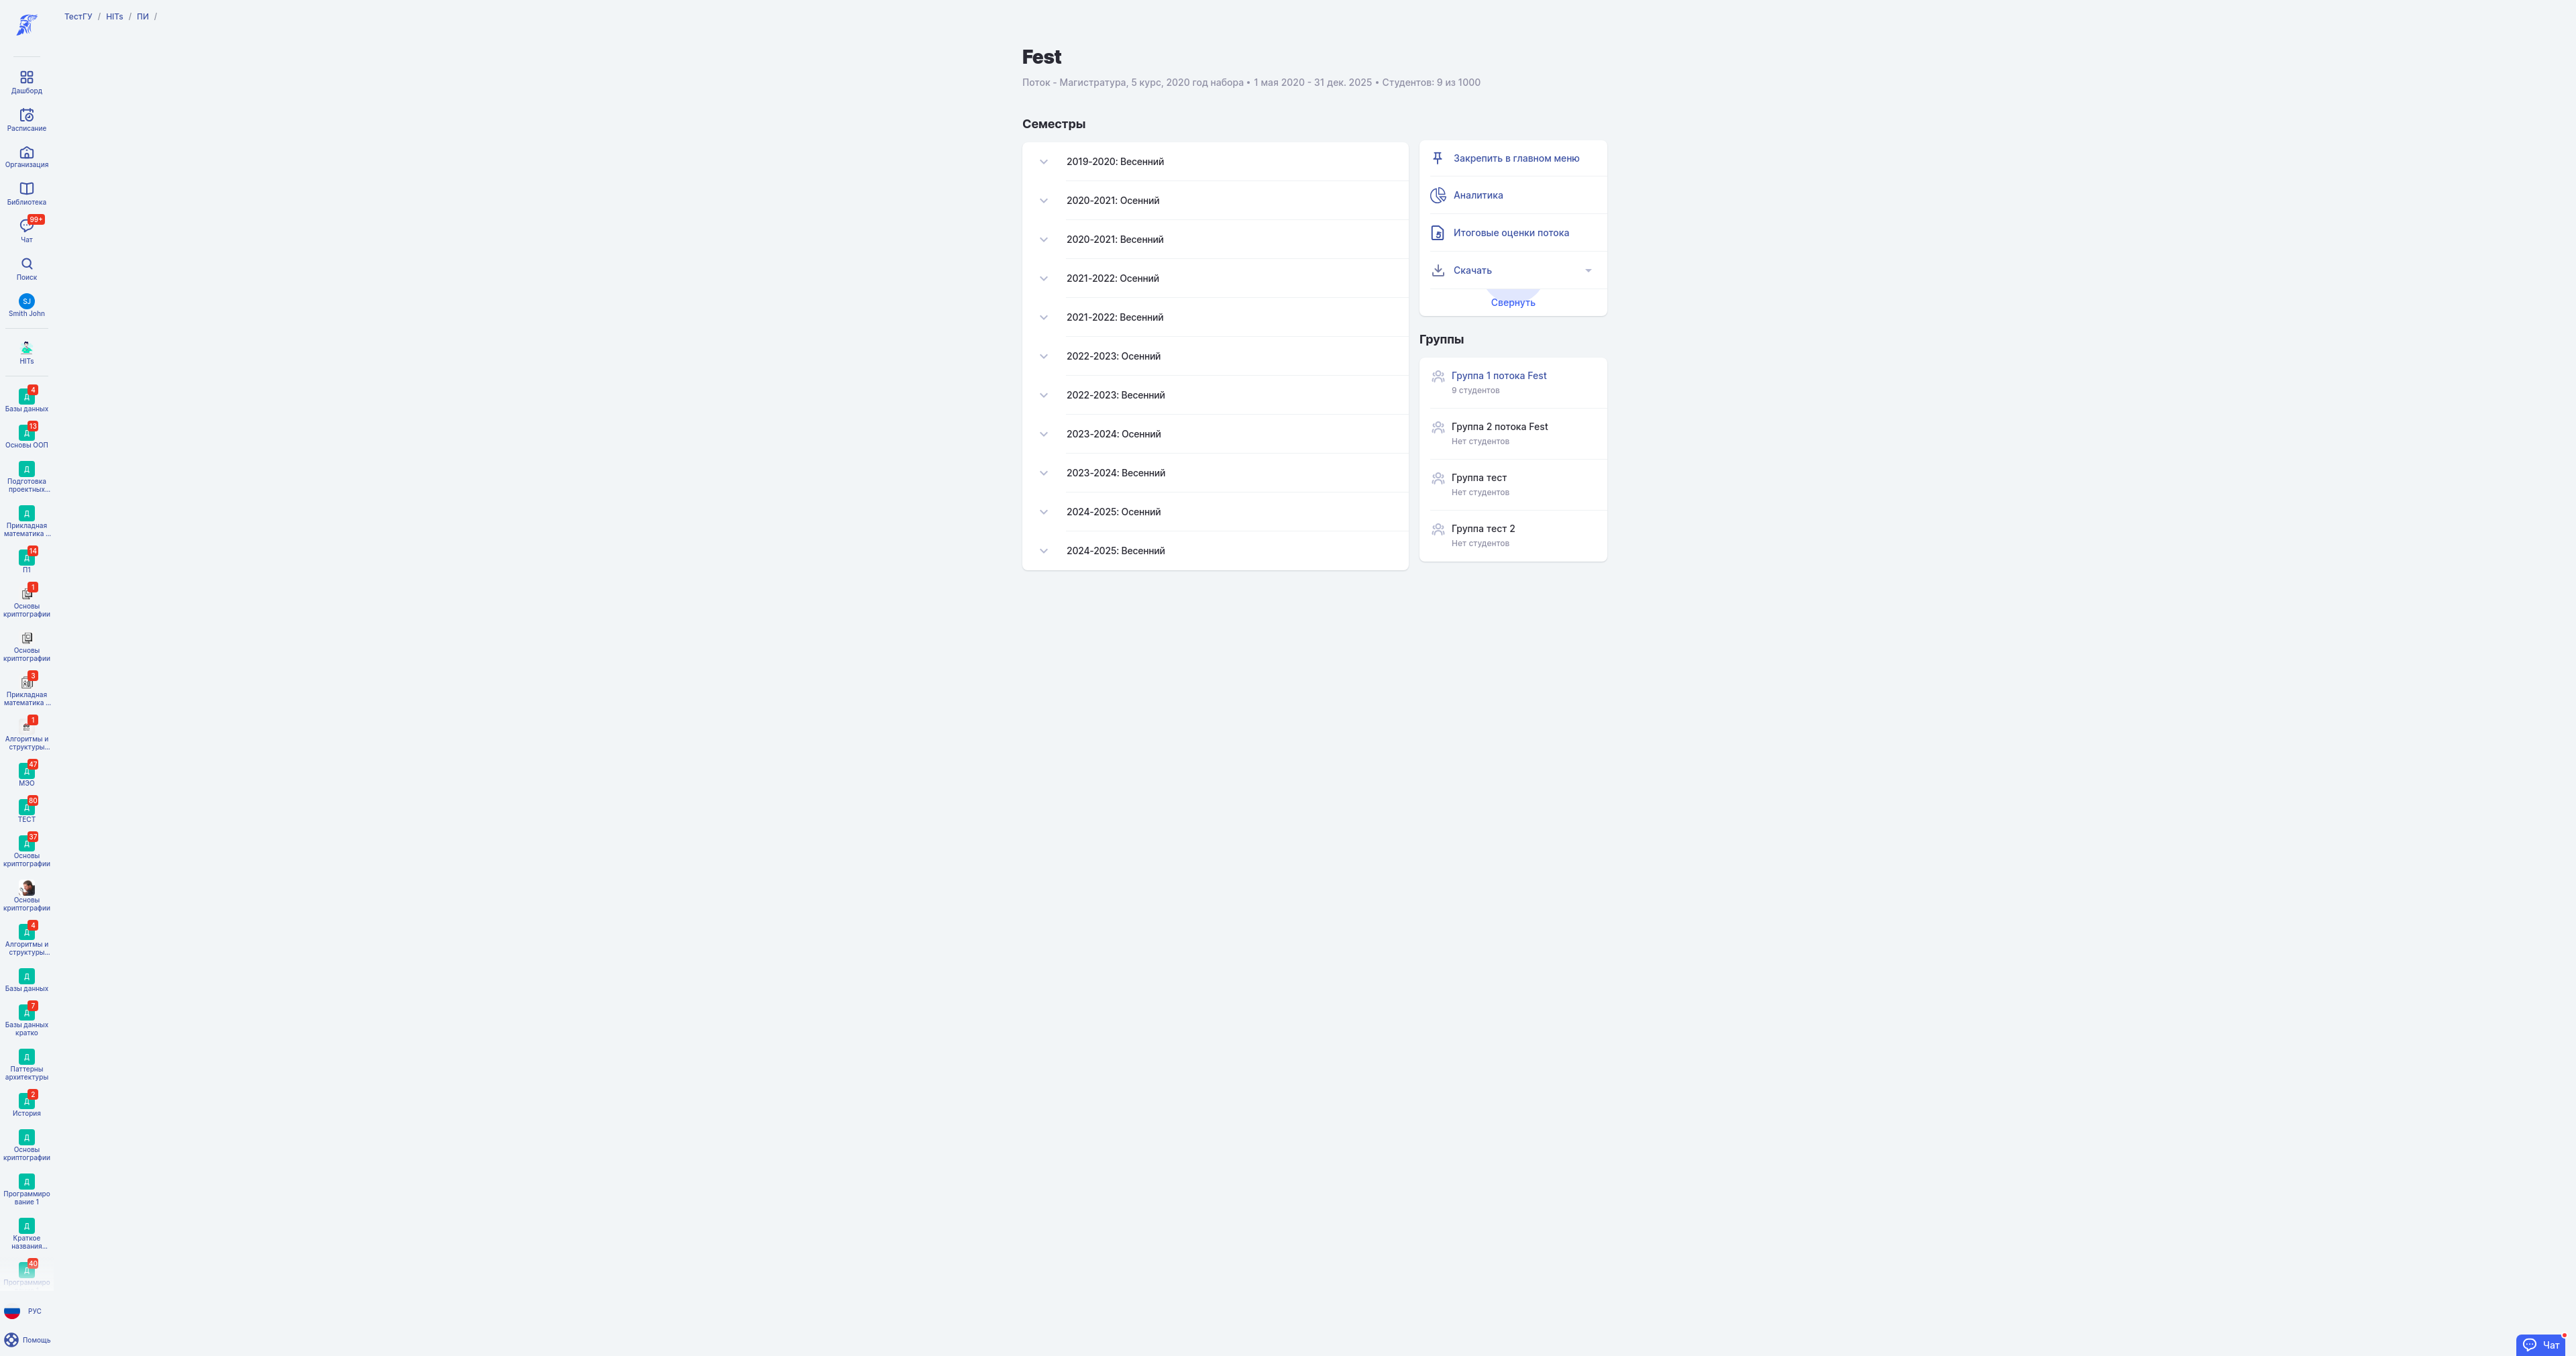 ТестГУ / HITs / ПИ /
Дашборд
Расписание
Организация
Библиотека
99+
Чат
Поиск
SJ
Smith John
HITs
4
Д
Базы данных
13
Д
Основы ООП
Д
Подготовка
проектных...
Д
Прикладная
математика ...
14
Д
П1
1
Основы
криптографии
Основы
криптографии
3
Прикладная
математика ...
1
Алгоритмы и
структуры...
47
Д
МЭО
80
Д
ТЕСТ
37
Д
Основы
криптографии
Основы
криптографии
4
Д
Алгоритмы и
структуры...
Д
Базы данных
7
Д
Базы данных
кратко
Д
Паттерны
архитектуры
2
Д
История
Д
Основы
криптографии
Д
Программиро
вание 1
Д
Краткое
названия...
40
Д
Программиро
РУС
Помощь
Fest
Поток - Магистратура, 5 курс, 2020 год набора • 1 мая 2020 - 31 дек. 2025 • Студентов: 9 из 1000
Семестры
2019-2020: Весенний
2020-2021: Осенний
2020-2021: Весенний
2021-2022: Осенний
2021-2022: Весенний
2022-2023: Осенний
2022-2023: Весенний
2023-2024: Осенний
2023-2024: Весенний
2024-2025: Осенний
2024-2025: Весенний
Закрепить в главном меню
Аналитика
Итоговые оценки потока
Скачать
Свернуть
Группы
Группа 1 потока Fest
9 студентов
Группа 2 потока Fest
Нет студентов
Группа тест
Нет студентов
Группа тест 2
Нет студентов
Чат